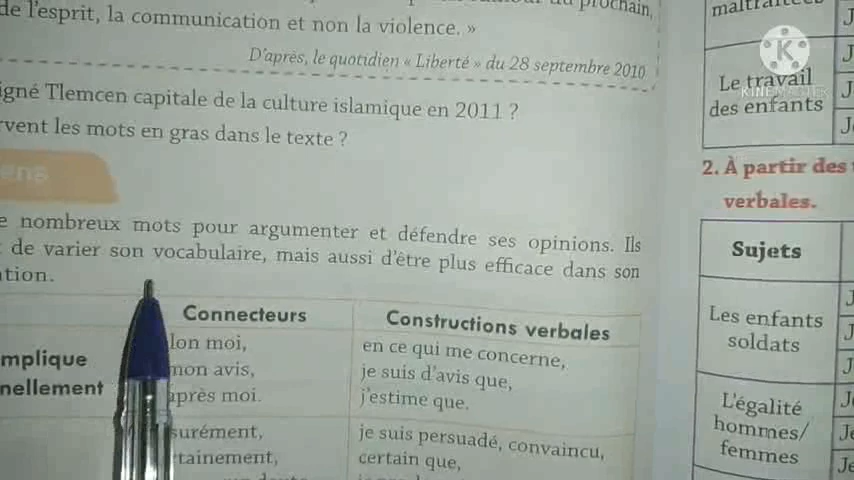 de l'esprit, la communication et non la violence. »
D'après, le quotidien « Liberté » du 28 septembre 2010
igné Tlemcen capitale de la culture islamique en 2011 ?
rvent les mots en gras dans le texte ?
ens
e nombreux mots pour argumenter et défendre ses opinions. Ils
t de varier son vocabulaire, mais aussi d'être plus efficace dans son
ation.
Connecteurs
Constructions verbales
mplique
nellement
lon moi,
mon avis,
après moi.
en ce qui me concerne,
je suis d'avis que,
j'estime que.
surément,
tainement,
je suis persuadé, convaincu,
certain que,
maltraitées
J
Le travail
des enfants
J
J
J
2. À partir des
verbales.
Sujets
Les enfants
soldats
J
J
J
L'égalité
hommes/
femmes
Je
Je
Je
K
KINEMASTER